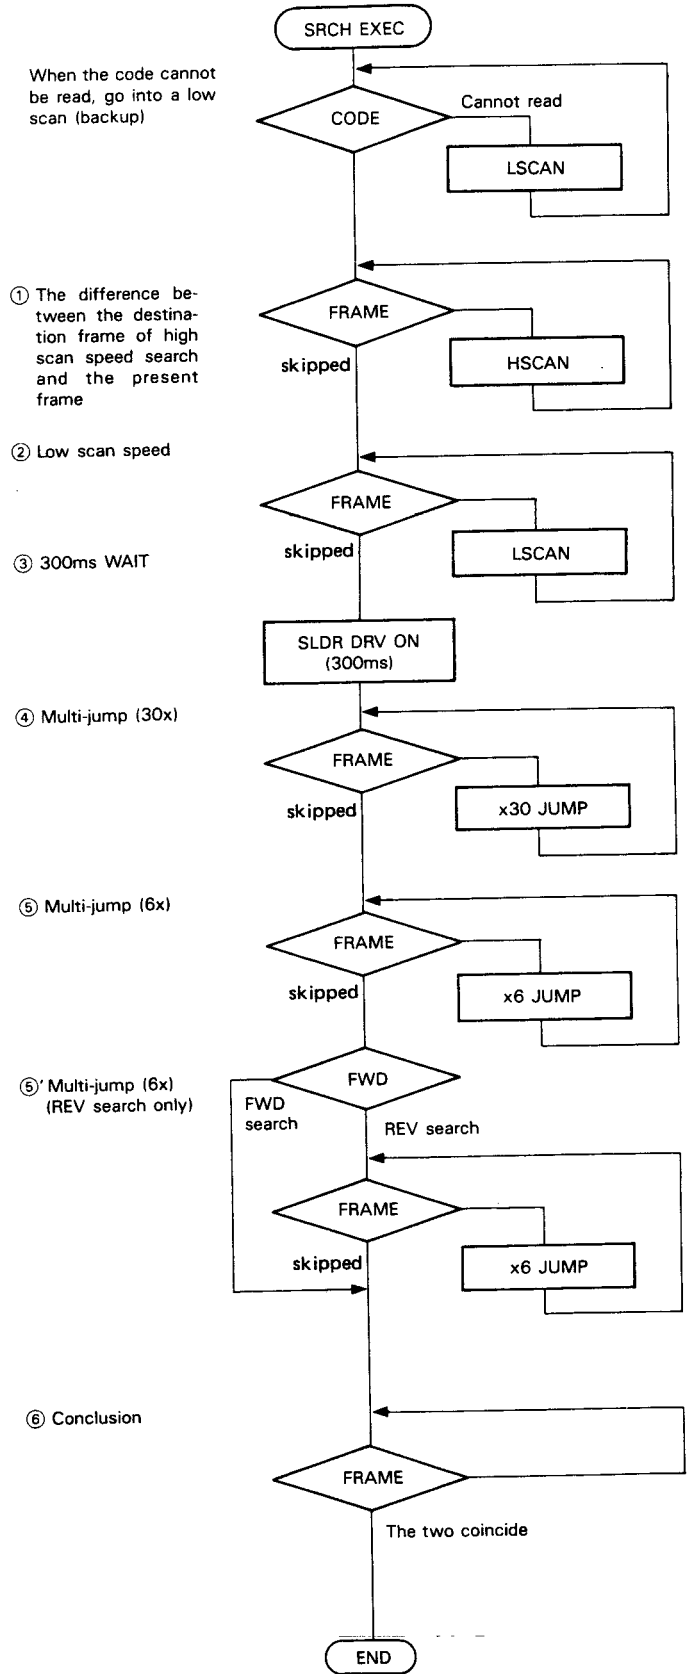 SRCH EXEC
When the code cannot
be read, go into a low
scan (backup)
CODE
Cannot read
LSCAN
① The difference be-
tween the destina-
tion frame of high
scan speed search
and the present
frame
FRAME
skipped
HSCAN
② Low scan speed
FRAME
skipped
LSCAN
③ 300ms WAIT
SLDR DRV ON
(300ms)
④ Multi-jump (30x)
FRAME
skipped
x30 JUMP
⑤ Multi-jump (6x)
FRAME
skipped
x6 JUMP
⑤' Multi-jump (6x)
(REV search only)
FWD
FWD
search
REV search
FRAME
skipped
x6 JUMP
⑥ Conclusion
FRAME
The two coincide
END